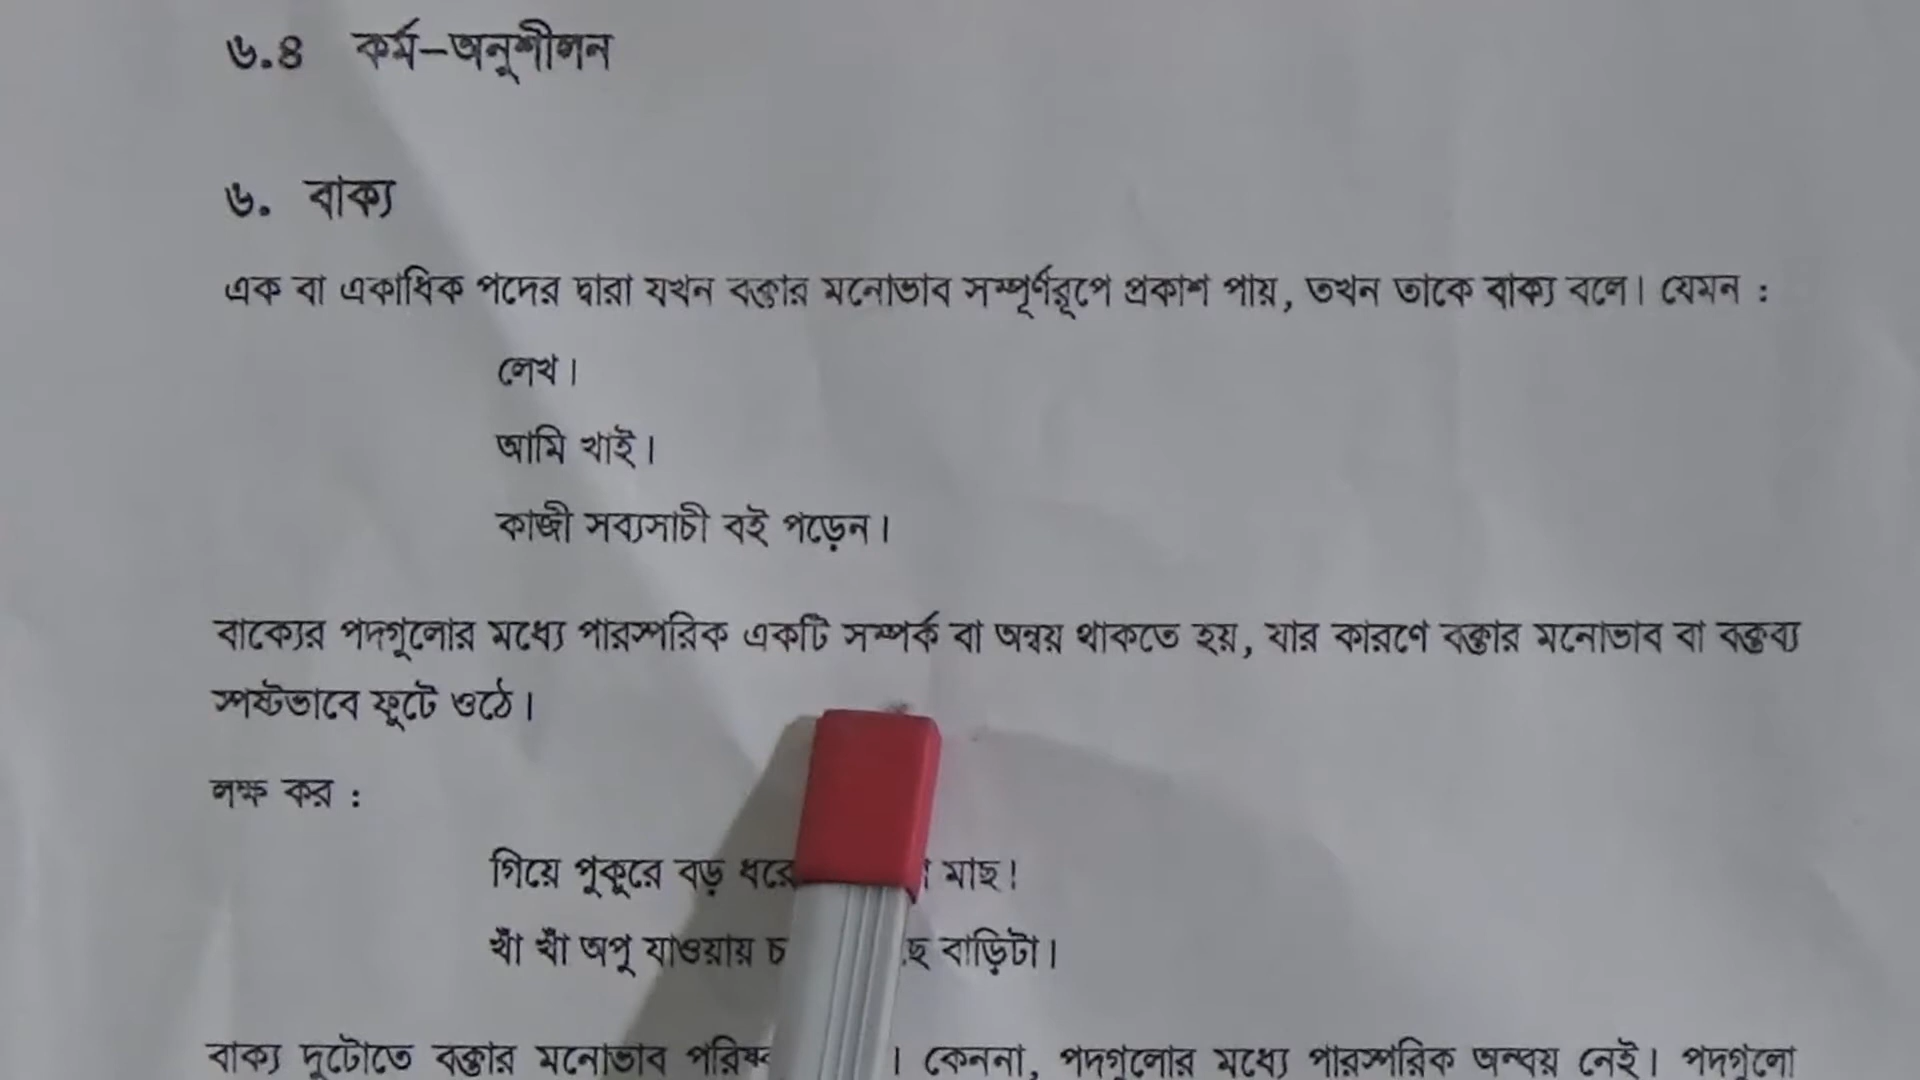 ৬.৪ কর্ম–অনুশীলন
৬. বাক্য
এক বা একাধিক পদের দ্বারা যখন বক্তার মনোভাব সম্পূর্ণরূপে প্রকাশ পায়, তখন তাকে বাক্য বলে। যেমন :
লেখ।
আমি খাই।
কাজী সব্যসাচী বই পড়েন।
বাক্যের পদগুলোর মধ্যে পারস্পরিক একটি সম্পর্ক বা অন্বয় থাকতে হয়, যার কারণে বক্তার মনোভাব বা বক্তব্য
স্পষ্টভাবে ফুটে ওঠে।
লক্ষ কর :
গিয়ে পুকুরে বড় ধরে মাছ!
খাঁ খাঁ অপু যাওয়ায় বাড়িটা।
বাক্য দুটোতে বক্তার মনোভাব । কেননা, পদগুলোর মধ্যে পারস্পরিক অন্বয় নেই। পদগুলো